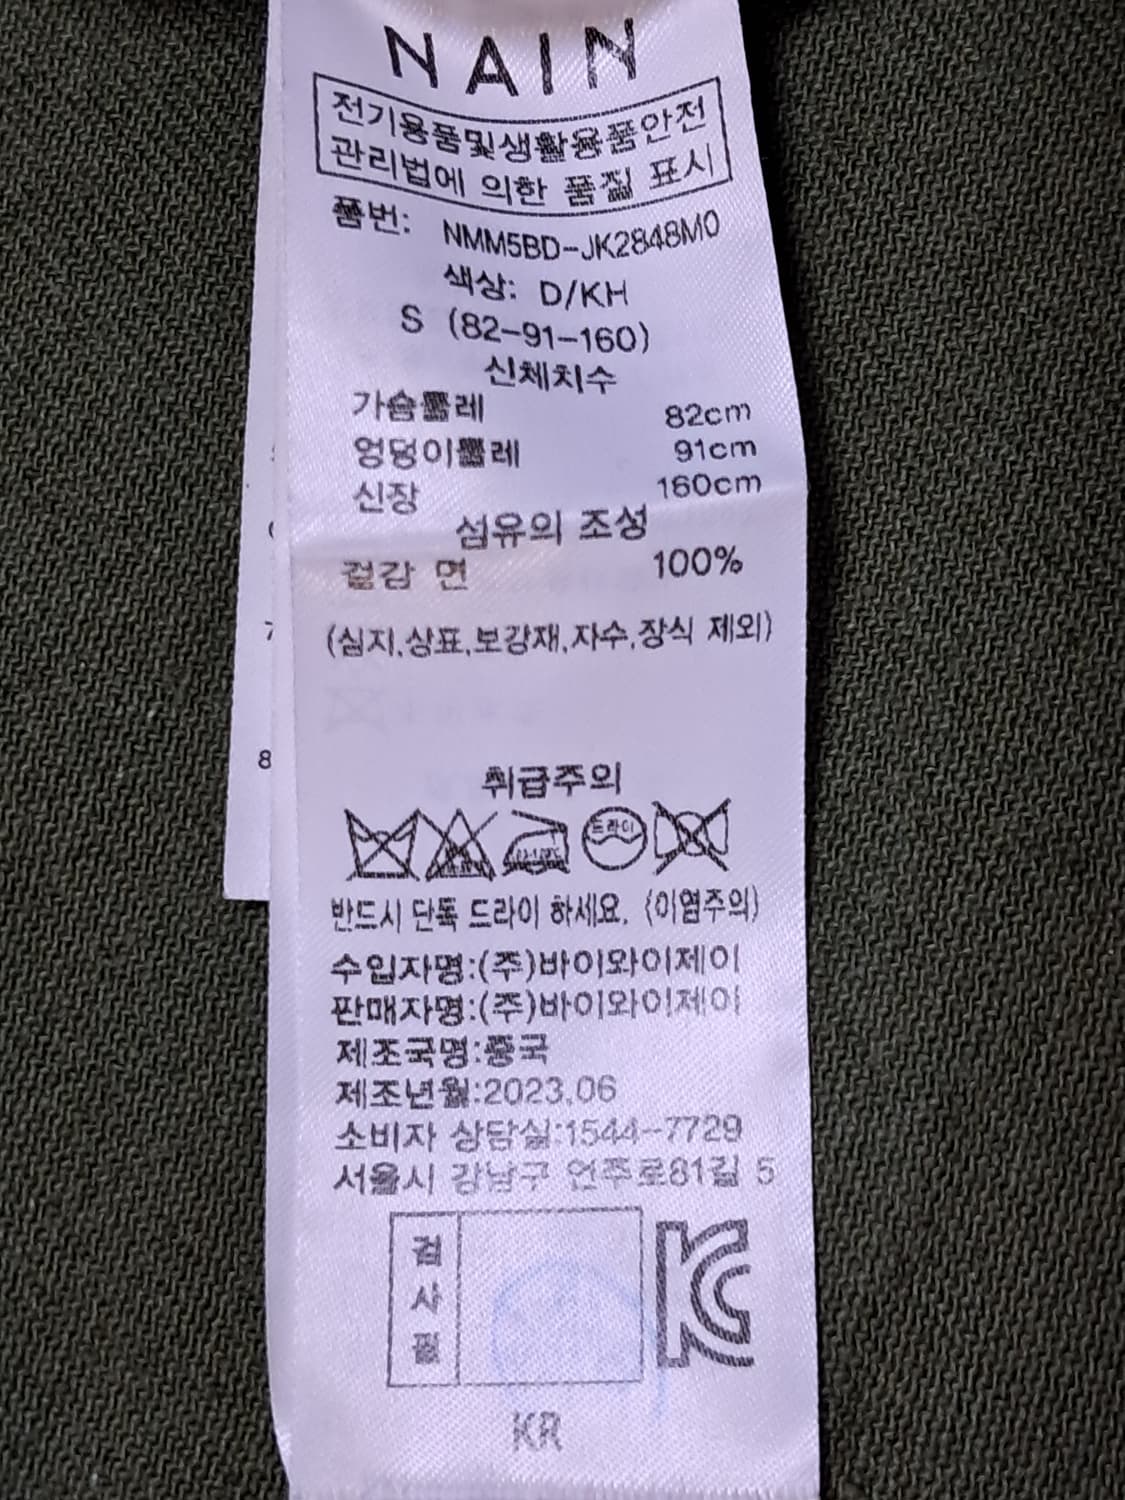 NAIN
전기용품및생활용품안전
관리법에 의한 품질 표시
품번: NMM5BD-JK2848M0
색상: D/KH
S (82-91-160)
신체치수
가슴둘레 82cm
엉덩이둘레 91cm
신장 160cm
섬유의 조성
겉감 면 100%
(심지,상표,보강재,자수,장식 제외)
7
8
취급주의
드라이
반드시 단독 드라이 하세요. (이염주의)
수입자명:(주)바이와이제이
판매자명:(주)바이와이제이
제조국명:중국
제조년월:2023.06
소비자 상담실:1544-7729
서울시 강남구 언주로81길 5
검사필
KC
KR